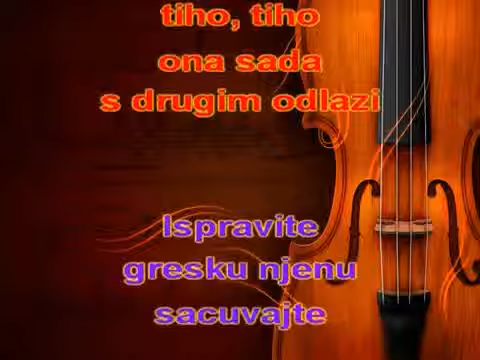 tiho, tiho
ona sada
s drugim odlazi
Ispravite
gresku njenu
sacuvajte